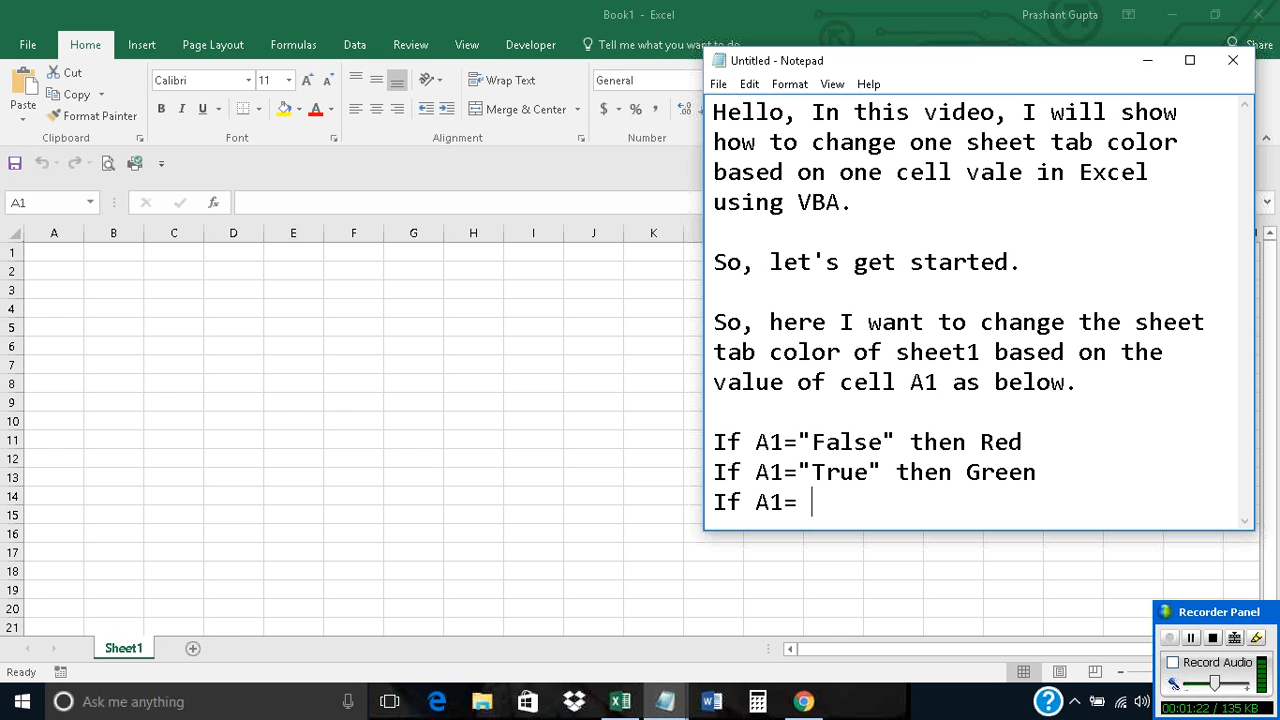 Book1 - Excel
Prashant Gupta
File Home Insert Page Layout Formulas Data Review View Developer Tell me what you want to do Share
Cut
Copy
Format Painter
Paste
Clipboard
Calibri 11
B I U
Font
Wrap Text
Merge & Center
Alignment
General
$ % ,
Number
A1
fx
A B C D E F G H I J K
1
2
3
4
5
6
7
8
9
10
11
12
13
14
15
16
17
18
19
20
21
Untitled - Notepad
File Edit Format View Help
Hello, In this video, I will show
how to change one sheet tab color
based on one cell vale in Excel
using VBA.
So, let's get started.
So, here I want to change the sheet
tab color of sheet1 based on the
value of cell A1 as below.
If A1="False" then Red
If A1="True" then Green
If A1=
Recorder Panel
Record Audio
00:01:22 / 135 KB
Sheet1
Ready
Ask me anything